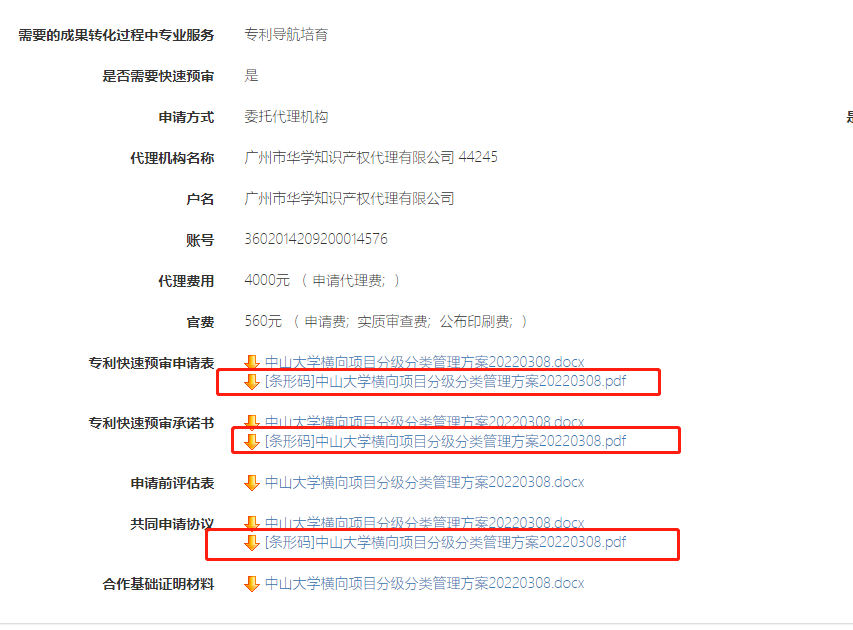 需要的成果转化过程中专业服务 专利导航培育
是否需要快速预审 是
申请方式 委托代理机构
代理机构名称 广州市华学知识产权代理有限公司 44245
户名 广州市华学知识产权代理有限公司
账号 3602014209200014576
代理费用 4000元 （ 申请代理费; ）
官费 560元 （ 申请费; 实质审查费; 公布印刷费; ）
专利快速预审申请表 中山大学横向项目分级分类管理方案20220308.docx
[条形码]中山大学横向项目分级分类管理方案20220308.pdf
专利快速预审承诺书 中山大学横向项目分级分类管理方案20220308.docx
[条形码]中山大学横向项目分级分类管理方案20220308.pdf
申请前评估表 中山大学横向项目分级分类管理方案20220308.docx
共同申请协议 中山大学横向项目分级分类管理方案20220308.docx
[条形码]中山大学横向项目分级分类管理方案20220308.pdf
合作基础证明材料 中山大学横向项目分级分类管理方案20220308.docx